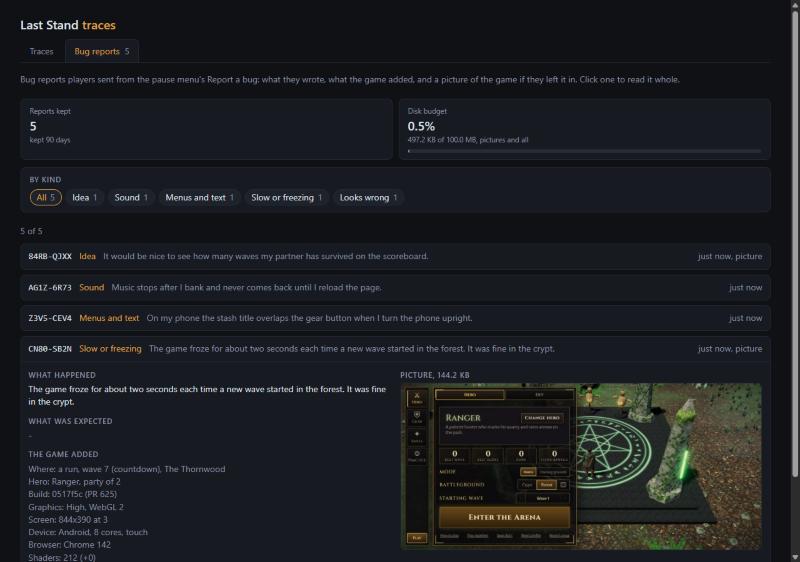 Last Stand traces
Traces
Bug reports 5
Bug reports players sent from the pause menu's Report a bug: what they wrote, what the game added, and a picture of the game if they left it in. Click one to read it whole.
Reports kept
5
kept 90 days
Disk budget
0.5%
497.2 KB of 100.0 MB, pictures and all
BY KIND
All 5
Idea 1
Sound 1
Menus and text 1
Slow or freezing 1
Looks wrong 1
5 of 5
84RB-QJXX Idea It would be nice to see how many waves my partner has survived on the scoreboard. just now, picture
AG1Z-6R73 Sound Music stops after I bank and never comes back until I reload the page. just now
Z3V5-CEV4 Menus and text On my phone the stash title overlaps the gear button when I turn the phone upright. just now
CN80-SB2N Slow or freezing The game froze for about two seconds each time a new wave started in the forest. It was fine in the crypt. just now, picture
WHAT HAPPENED
The game froze for about two seconds each time a new wave started in the forest. It was fine
in the crypt.
WHAT WAS EXPECTED
-
THE GAME ADDED
Where: a run, wave 7 (countdown), The Thornwood
Hero: Ranger, party of 2
Build: 0517f5c (PR 625)
Graphics: High, WebGL 2
Screen: 844x390 at 3
Device: Android, 8 cores, touch
Browser: Chrome 142
Shaders: 212 (+0)
PICTURE, 144.2 KB
HERO
RANGER
CHANGE HERO
0
0
0
0
MODE
BATTLEGROUND
Crypt
Forest
STARTING WAVE
Wave 1
ENTER THE ARENA
PLAY